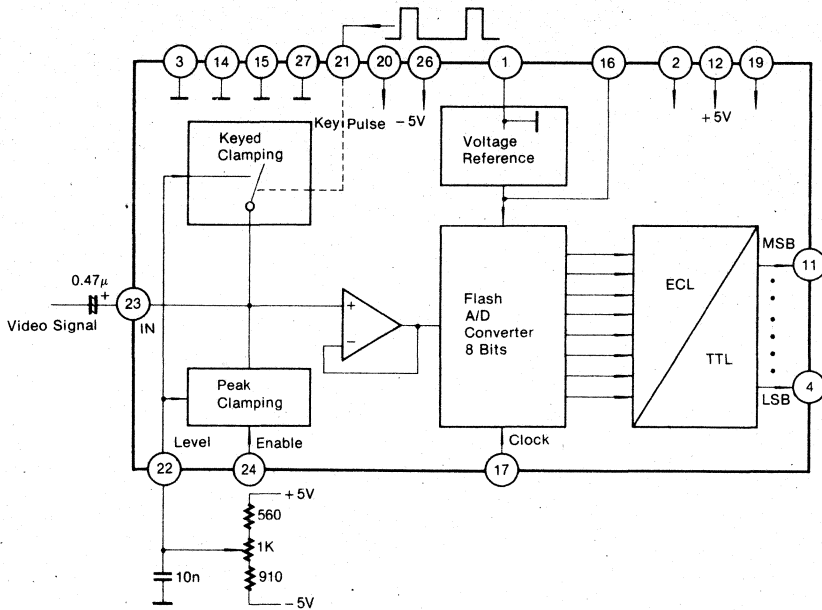 3 14 15 27 21 20 26 1 16 2 12 19
Key Pulse
-5V
+5V
Keyed
Clamping
Voltage
Reference
0.47μ
+
23
IN
Video Signal
+
−
Flash
A/D
Converter
8 Bits
ECL
TTL
MSB
11
LSB
4
Peak
Clamping
Level
Enable
Clock
22
24
17
+5V
560
1K
910
-5V
10n